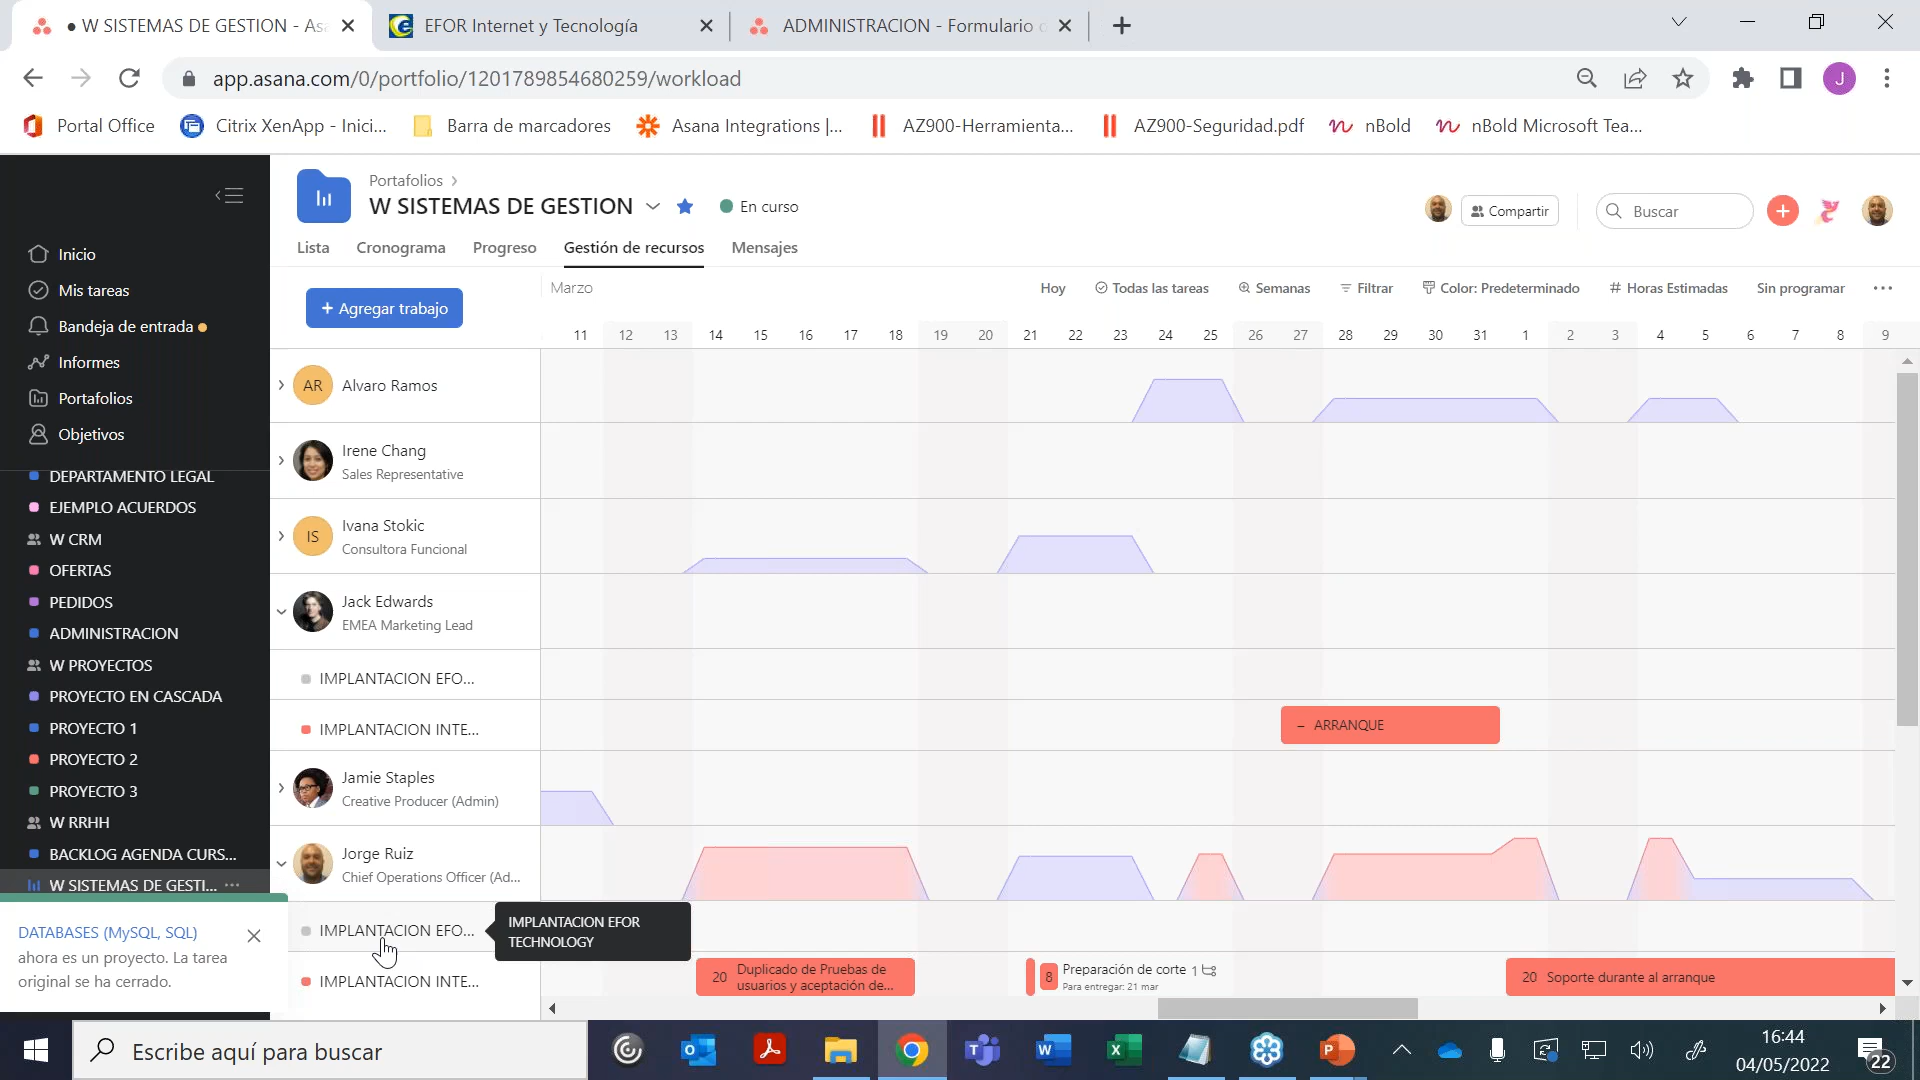 • W SISTEMAS DE GESTION - Asa
EFOR Internet y Tecnología
ADMINISTRACION - Formulario
app.asana.com/0/portfolio/1201789854680259/workload
J
Portal Office
Citrix XenApp - Inici...
Barra de marcadores
Asana Integrations |...
AZ900-Herramienta...
AZ900-Seguridad.pdf
nBold
nBold Microsoft Tea...
Inicio
Mis tareas
Bandeja de entrada
Informes
Portafolios
Objetivos
DEPARTAMENTO LEGAL
EJEMPLO ACUERDOS
W CRM
OFERTAS
PEDIDOS
ADMINISTRACION
W PROYECTOS
PROYECTO EN CASCADA
PROYECTO 1
PROYECTO 2
PROYECTO 3
W RRHH
BACKLOG AGENDA CURS...
W SISTEMAS DE GESTI... ...
DATABASES (MySQL, SQL)
ahora es un proyecto. La tarea
original se ha cerrado.
Portafolios
W SISTEMAS DE GESTION
En curso
Compartir
Buscar
Lista
Cronograma
Progreso
Gestión de recursos
Mensajes
+ Agregar trabajo
Marzo
Hoy
Todas las tareas
Semanas
Filtrar
Color: Predeterminado
# Horas Estimadas
Sin programar
11 12 13 14 15 16 17 18 19 20 21 22 23 24 25 26 27 28 29 30 31 1 2 3 4 5 6 7 8 9
AR
Alvaro Ramos
Irene Chang
Sales Representative
IS
Ivana Stokic
Consultora Funcional
Jack Edwards
EMEA Marketing Lead
IMPLANTACION EFO...
IMPLANTACION INTE...
– ARRANQUE
Jamie Staples
Creative Producer (Admin)
Jorge Ruiz
Chief Operations Officer (Ad...
IMPLANTACION EFO...
IMPLANTACION EFOR
TECHNOLOGY
IMPLANTACION INTE...
20
Duplicado de Pruebas de
usuarios y aceptación de...
8
Preparación de corte 1
Para entregar: 21 mar
20 Soporte durante al arranque
Escribe aquí para buscar
16:44
04/05/2022
22